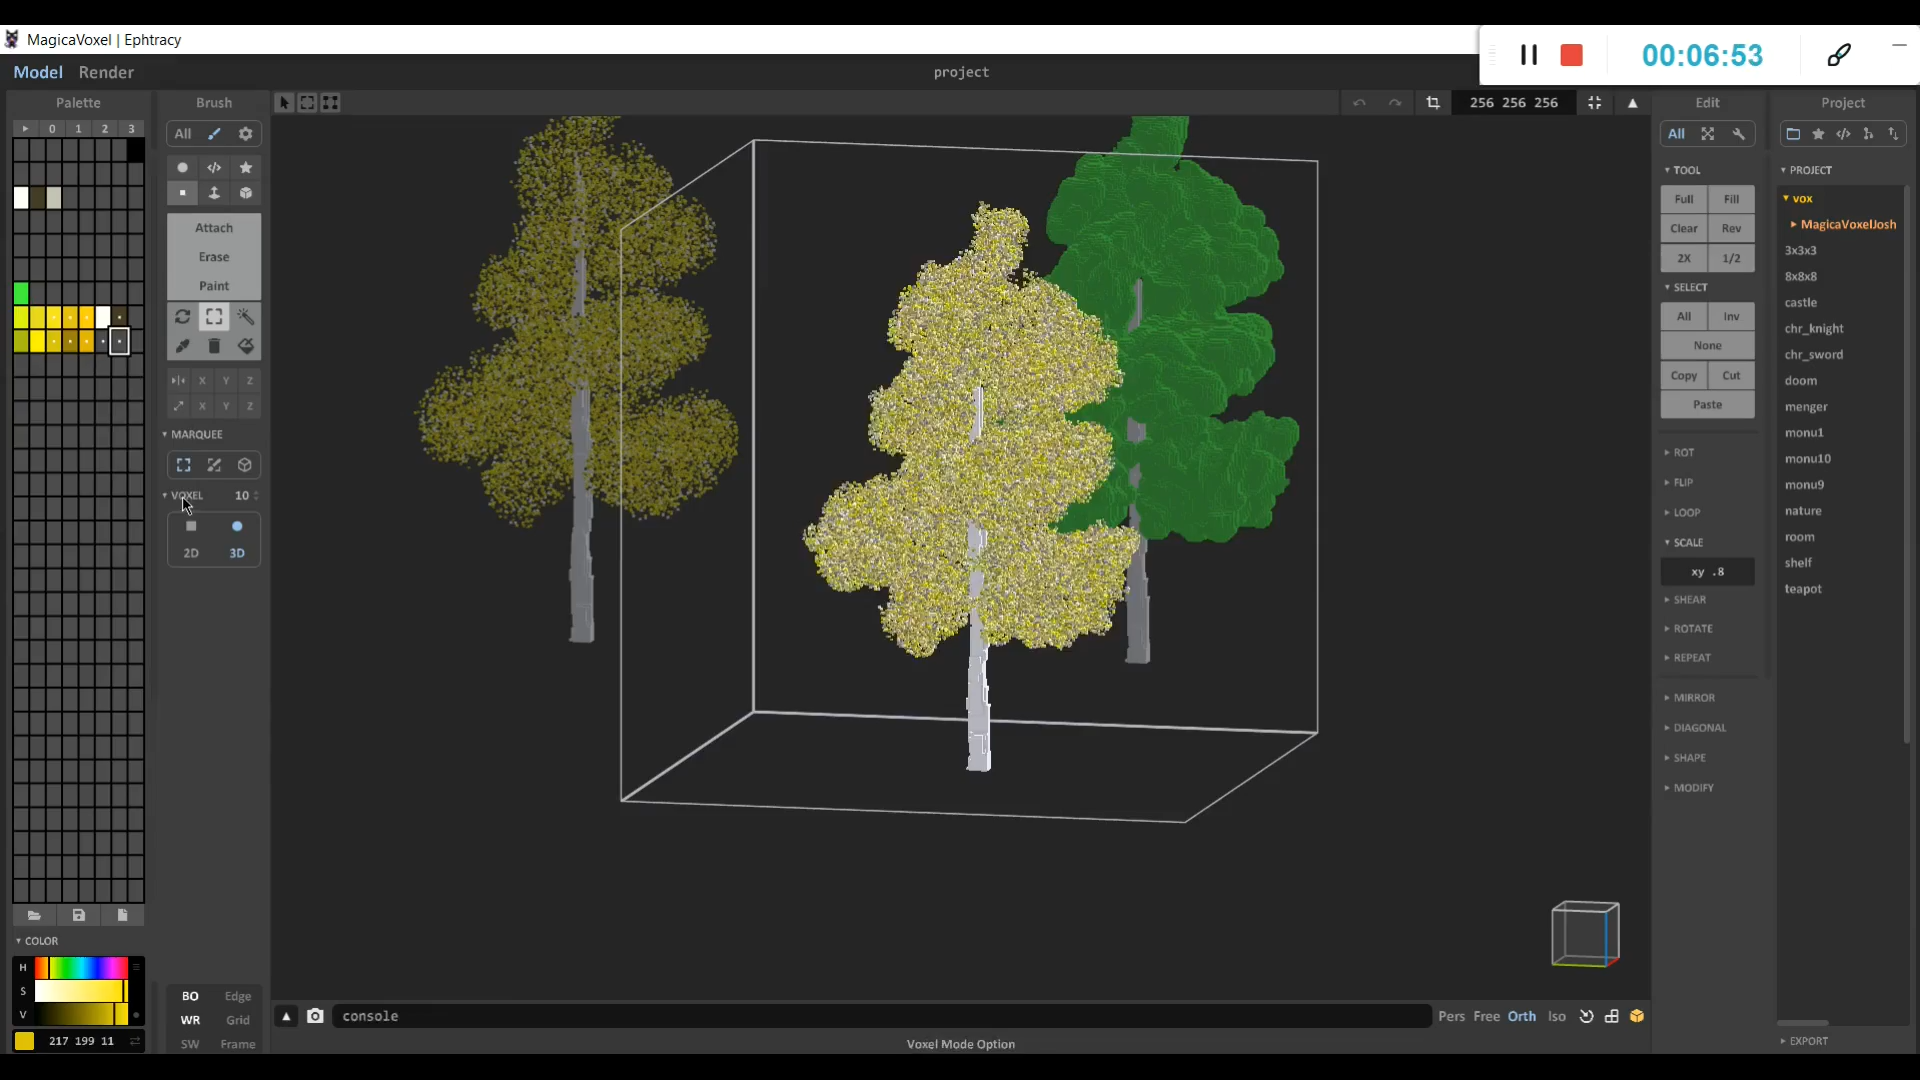 MagicaVoxel | Ephtracy
00:06:53
Model Render
project
Palette
Brush
256 256 256
Edit
Project
0 1 2 3
All
All
TOOL
PROJECT
Full Fill
vox
Clear Rev
MagicaVoxelJosh
Attach
3x3x3
Erase
2X 1/2
8x8x8
Paint
SELECT
castle
All Inv
chr_knight
None
chr_sword
X Y Z
Copy Cut
doom
X Y Z
Paste
menger
MARQUEE
monu1
ROT
monu10
VOXEL 10
FLIP
monu9
LOOP
nature
2D 3D
SCALE
room
xy .8
shelf
SHEAR
teapot
ROTATE
REPEAT
MIRROR
DIAGONAL
SHAPE
MODIFY
COLOR
H
S
V
217 199 11
BO Edge
WR Grid
SW Frame
console
Pers Free Orth Iso
Voxel Mode Option
EXPORT